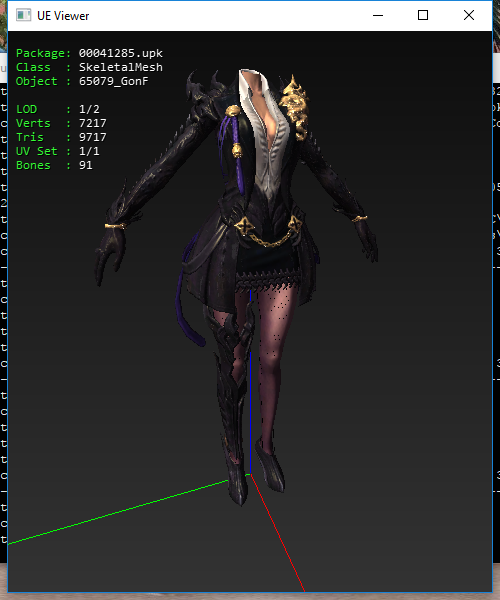 UE Viewer
Package: 00041285.upk
Class : SkeletalMesh
Object : 65079_GonF
LOD : 1/2
Verts : 7217
Tris : 9717
UV Set : 1/1
Bones : 91